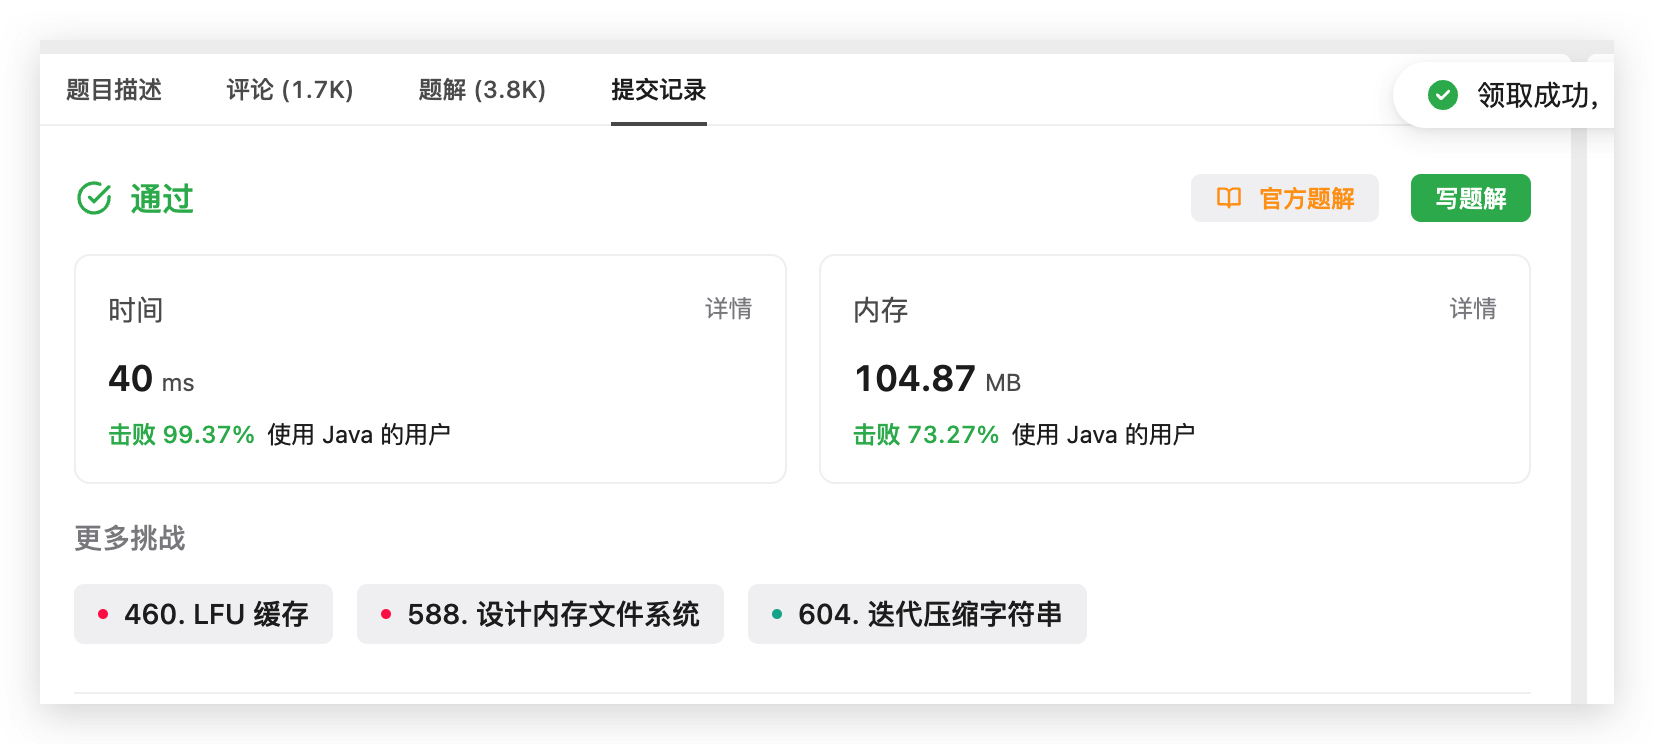 题目描述 评论 (1.7K) 题解 (3.8K) 提交记录
领取成功,
通过
官方题解 写题解
时间 详情
40 ms
击败 99.37% 使用 Java 的用户
内存 详情
104.87 MB
击败 73.27% 使用 Java 的用户
更多挑战
460. LFU 缓存 588. 设计内存文件系统 604. 迭代压缩字符串